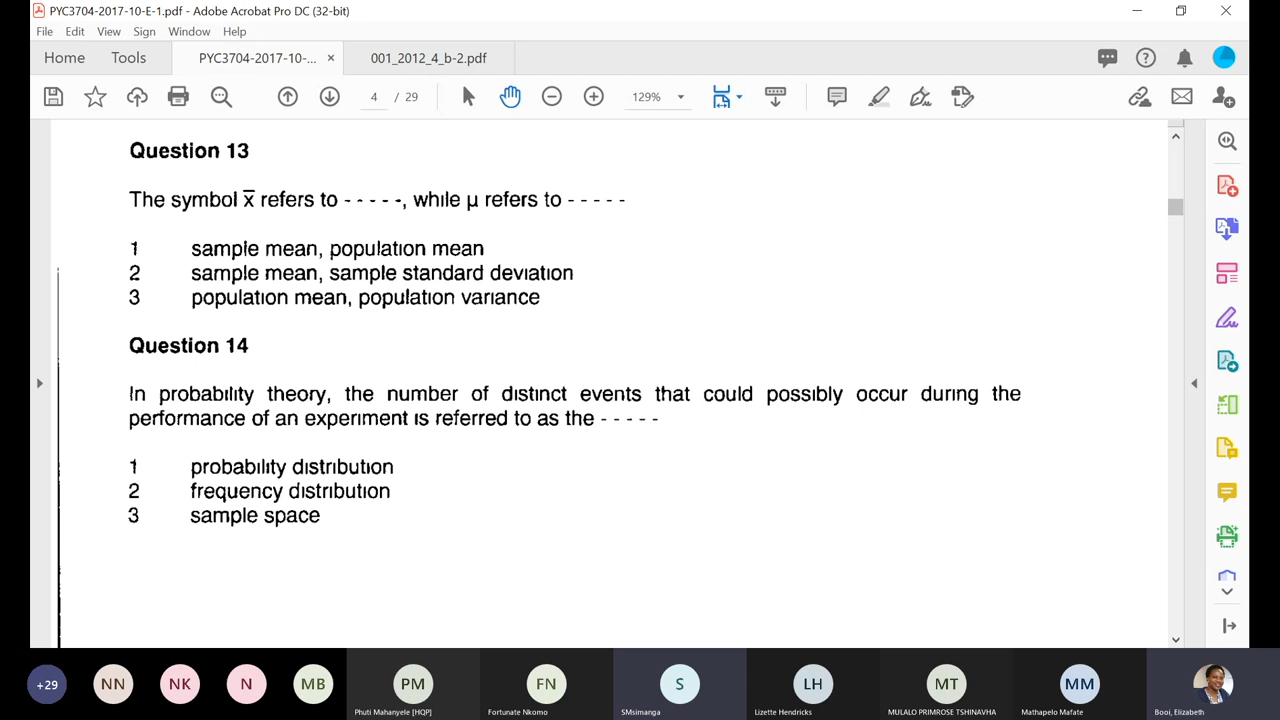 PYC3704-2017-10-E-1.pdf - Adobe Acrobat Pro DC (32-bit)
File Edit View Sign Window Help
Home Tools PYC3704-2017-10-... × 001_2012_4_b-2.pdf
4 / 29 129%
Question 13
The symbol x̅ refers to - - - - -, while μ refers to - - - - -
1 sample mean, population mean
2 sample mean, sample standard deviation
3 population mean, population variance
Question 14
In probability theory, the number of distinct events that could possibly occur during the
performance of an experiment is referred to as the - - - - -
1 probability distribution
2 frequency distribution
3 sample space
+29 NN NK N MB PM FN S LH MT MM
Phuti Mahanyele [HQP] Fortunate Nkomo SMsimanga Lizette Hendricks MULALO PRIMROSE TSHINAVHA Mathapelo Mafate Booi, Elizabeth